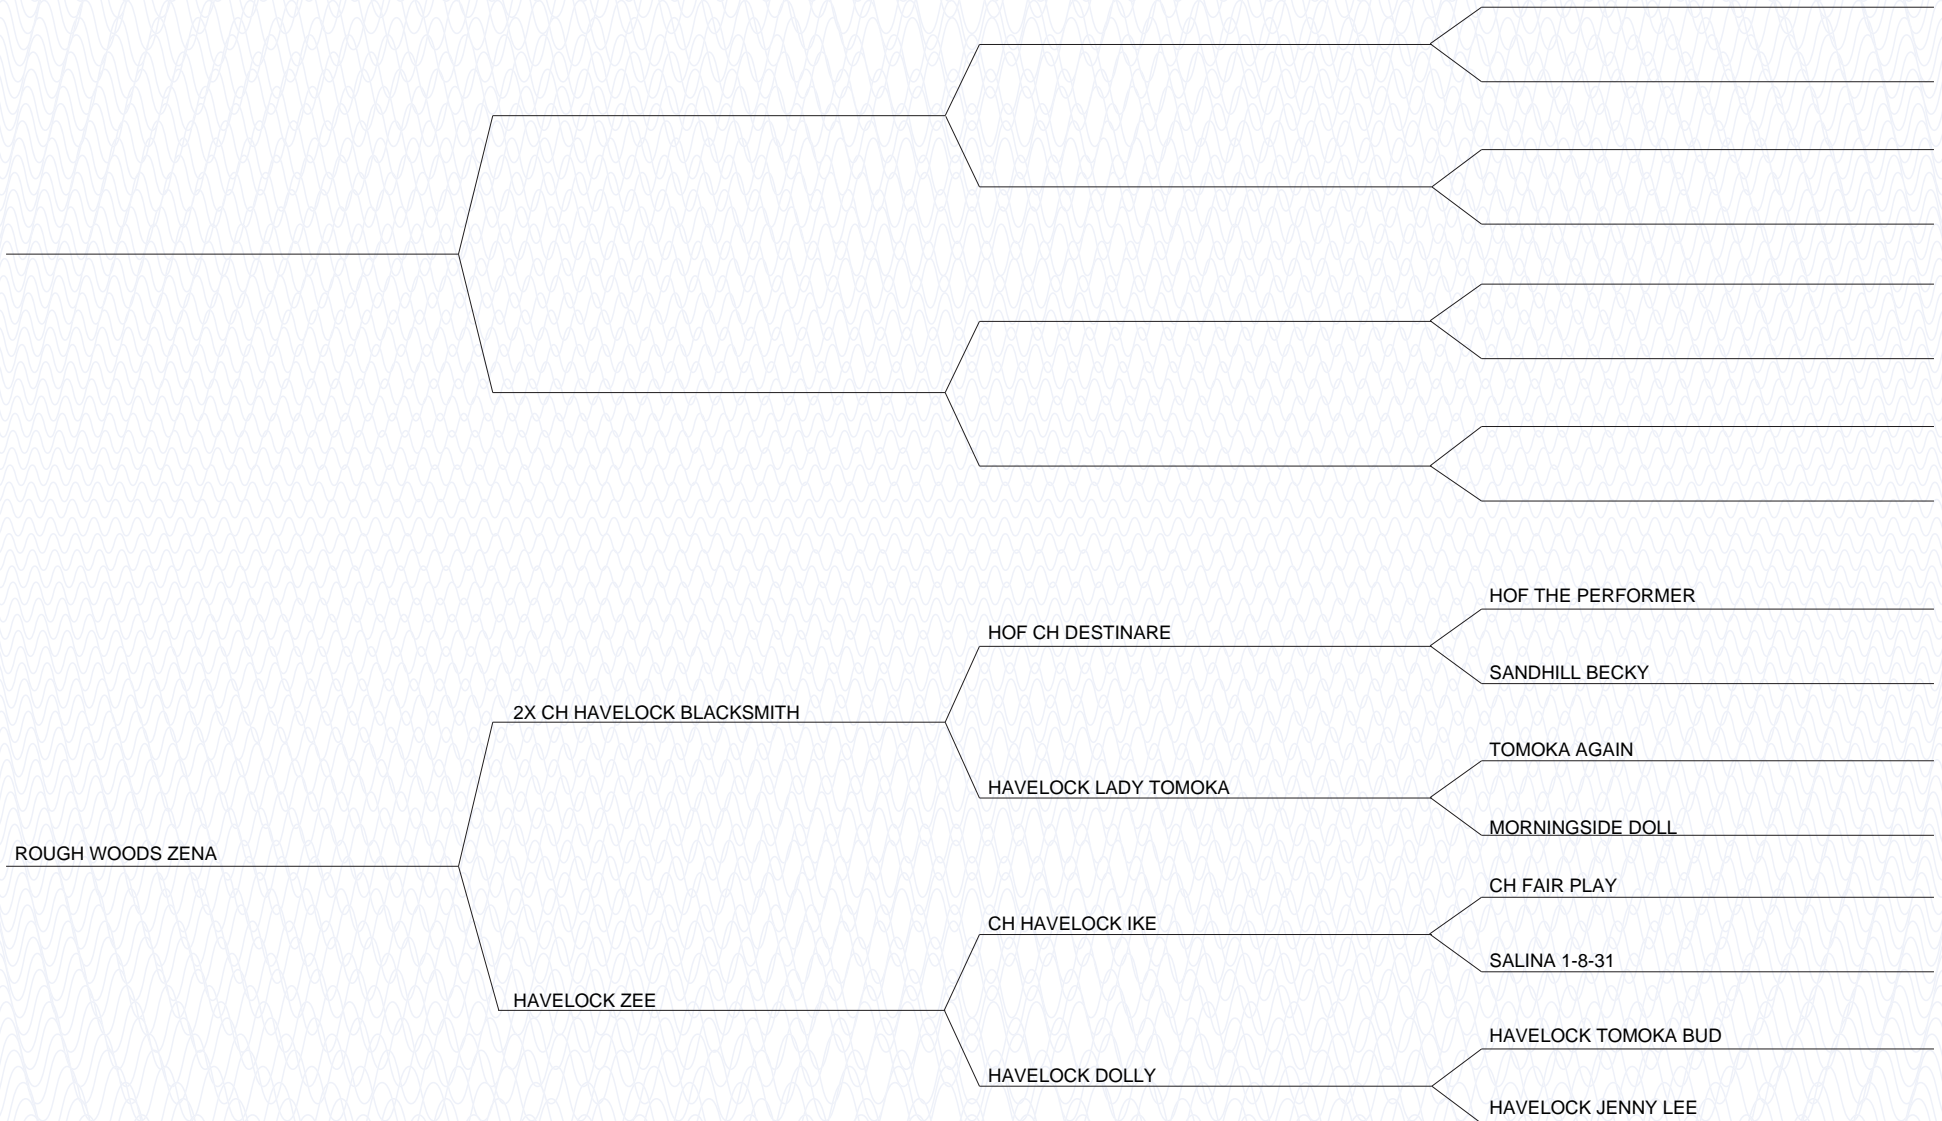 HOF THE PERFORMER
HOF CH DESTINARE
SANDHILL BECKY
2X CH HAVELOCK BLACKSMITH
TOMOKA AGAIN
HAVELOCK LADY TOMOKA
MORNINGSIDE DOLL
ROUGH WOODS ZENA
CH FAIR PLAY
CH HAVELOCK IKE
SALINA 1-8-31
HAVELOCK ZEE
HAVELOCK TOMOKA BUD
HAVELOCK DOLLY
HAVELOCK JENNY LEE